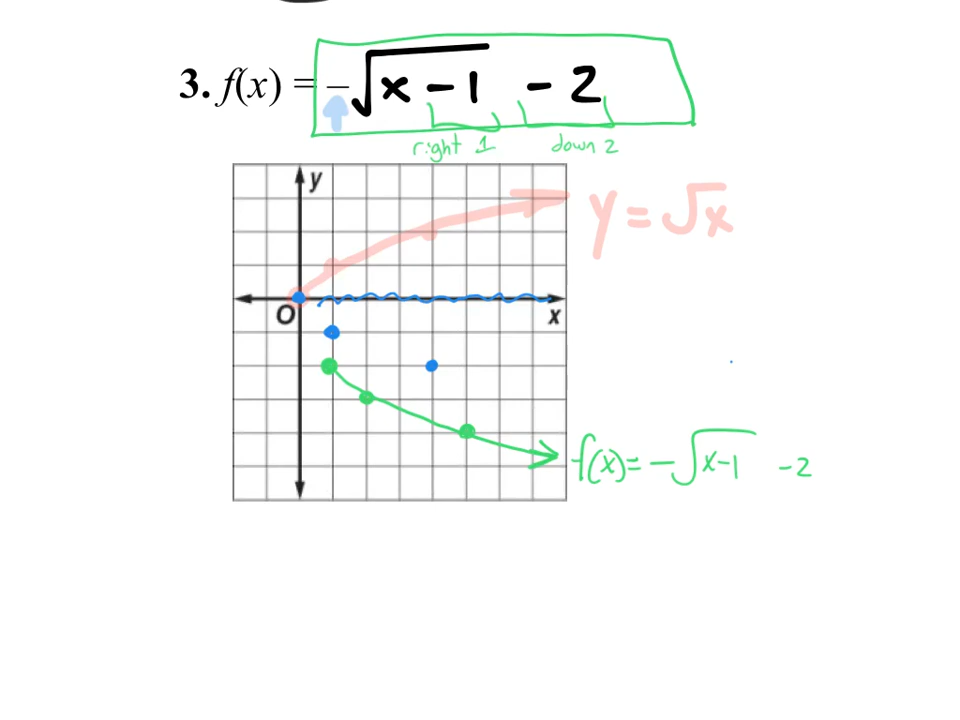 3. f(x) = -√x - 1 - 2
right 1 down 2
y
y = √x
O
x
f(x) = -√x-1 -2